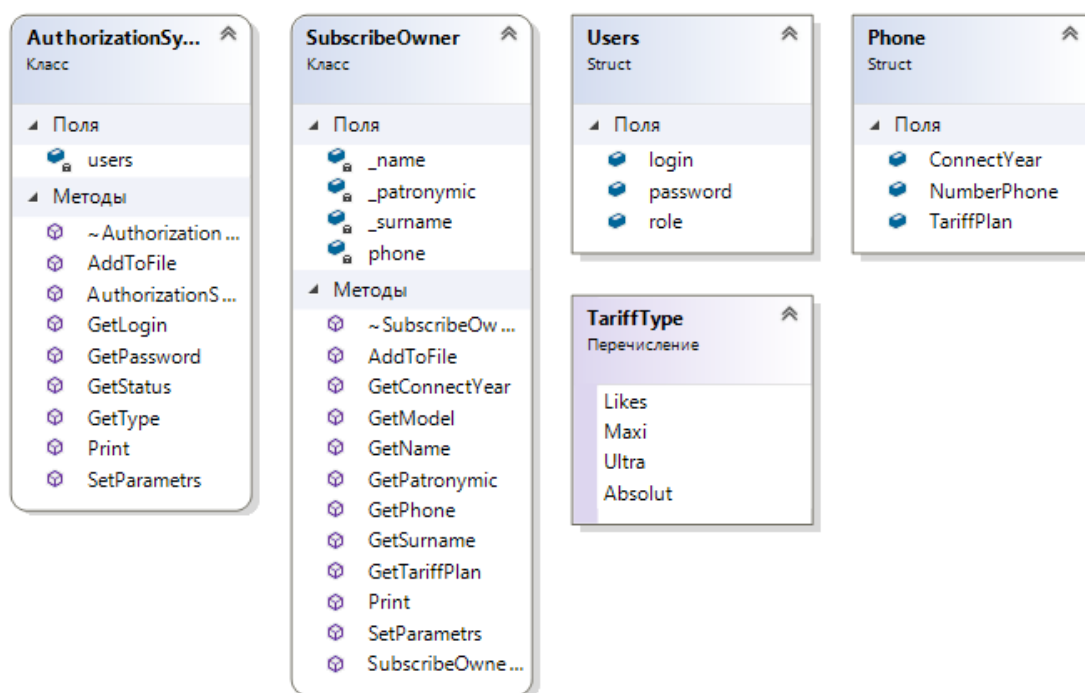 AuthorizationSy...
Класс
Поля
users
Методы
~Authorization ...
AddToFile
AuthorizationS...
GetLogin
GetPassword
GetStatus
GetType
Print
SetParametrs
SubscribeOwner
Класс
Поля
_name
_patronymic
_surname
phone
Методы
~SubscribeOw ...
AddToFile
GetConnectYear
GetModel
GetName
GetPatronymic
GetPhone
GetSurname
GetTariffPlan
Print
SetParametrs
SubscribeOwne...
Users
Struct
Поля
login
password
role
Phone
Struct
Поля
ConnectYear
NumberPhone
TariffPlan
TariffType
Перечисление
Likes
Maxi
Ultra
Absolut